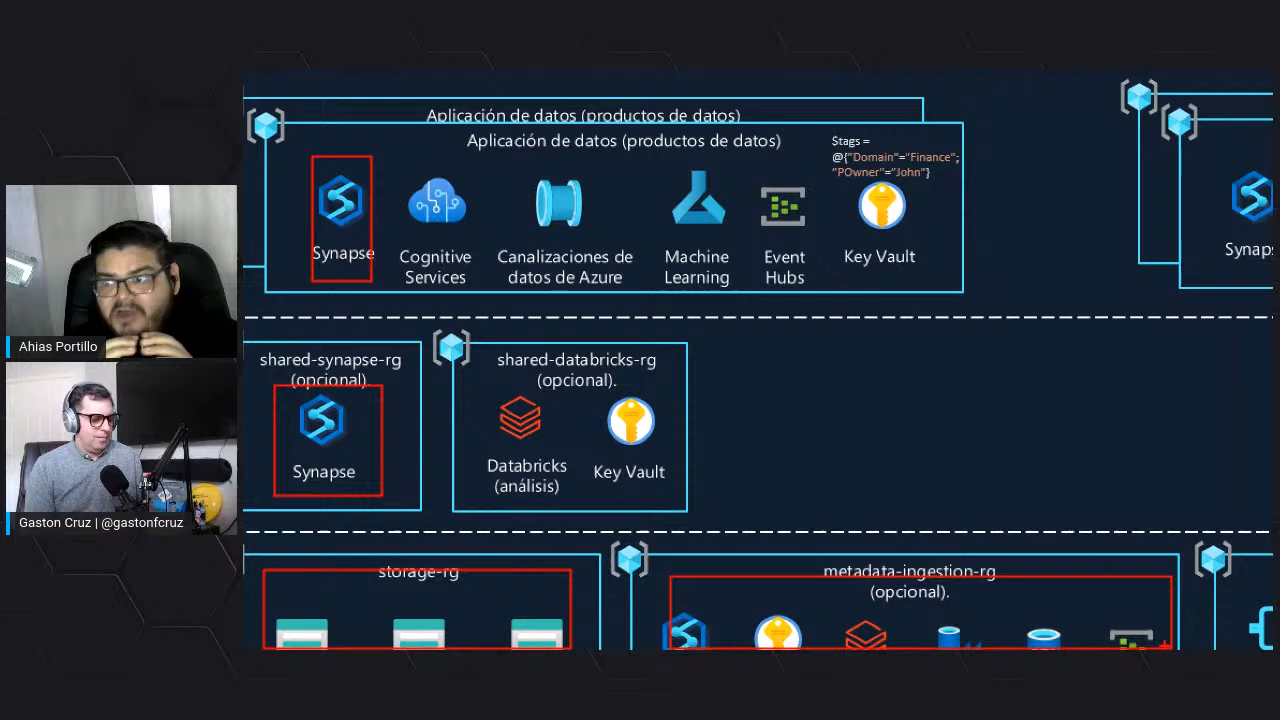 Aplicación de datos (productos de datos)
Aplicación de datos (productos de datos)
$tags =
@{"Domain"="Finance";
"POwner"="John"}
Synapse
Cognitive
Services
Canalizaciones de
datos de Azure
Machine
Learning
Event
Hubs
Key Vault
Synaps
Ahias Portillo
shared-synapse-rg
(opcional)
Synapse
shared-databricks-rg
(opcional).
Databricks
(análisis)
Key Vault
Gaston Cruz | @gastonfcruz
storage-rg
metadata-ingestion-rg
(opcional).